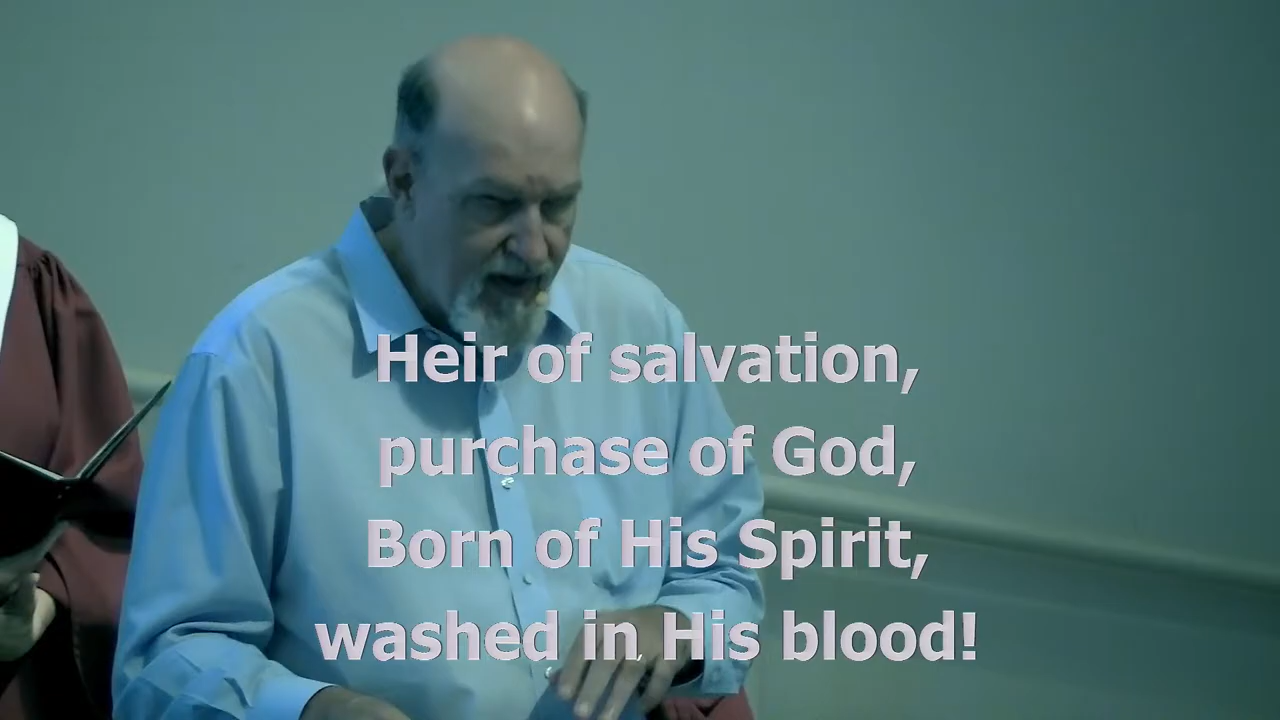 Heir of salvation,
purchase of God,
Born of His Spirit,
washed in His blood!